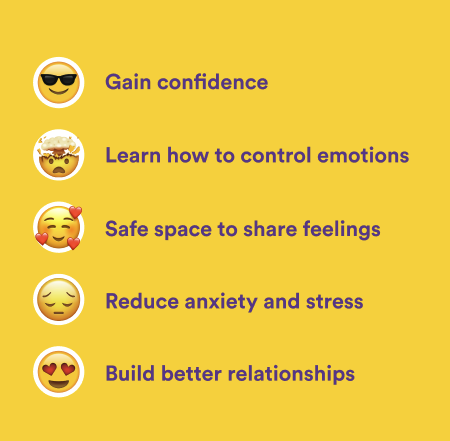 Gain confidence
Learn how to control emotions
Safe space to share feelings
Reduce anxiety and stress
Build better relationships